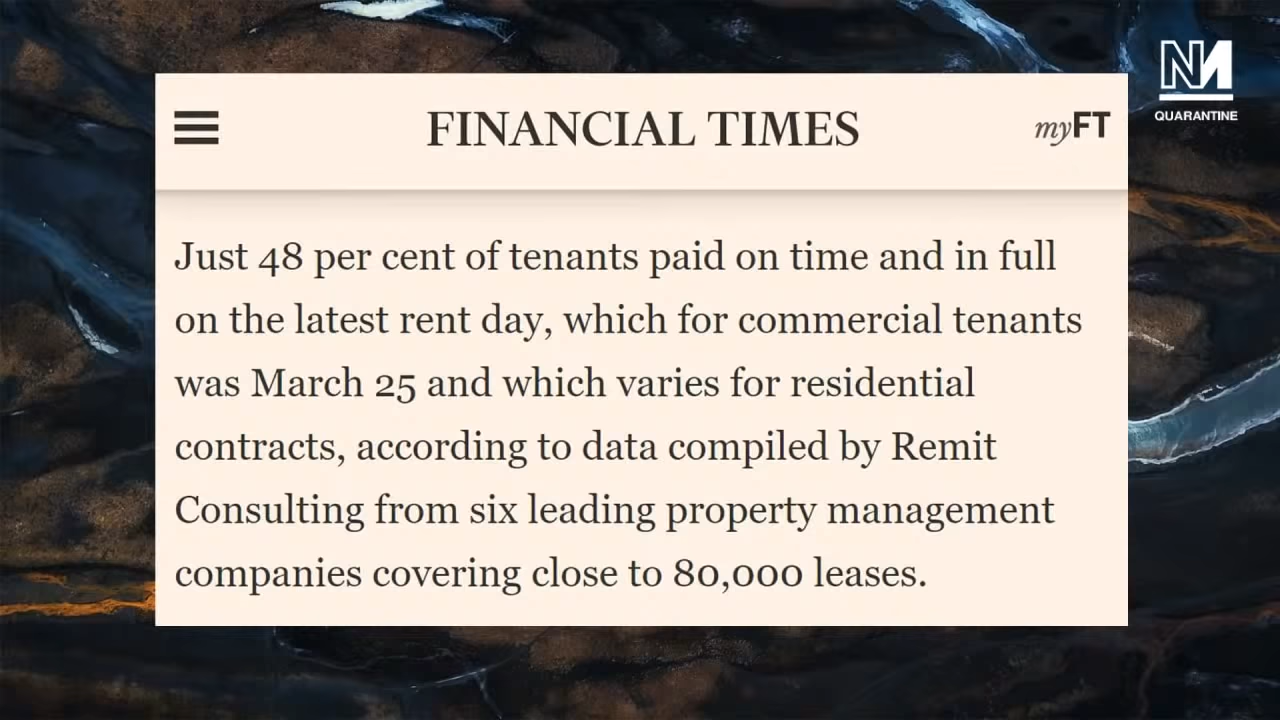 FINANCIAL TIMES
myFT
NM
QUARANTINE
Just 48 per cent of tenants paid on time and in full
on the latest rent day, which for commercial tenants
was March 25 and which varies for residential
contracts, according to data compiled by Remit
Consulting from six leading property management
companies covering close to 80,000 leases.